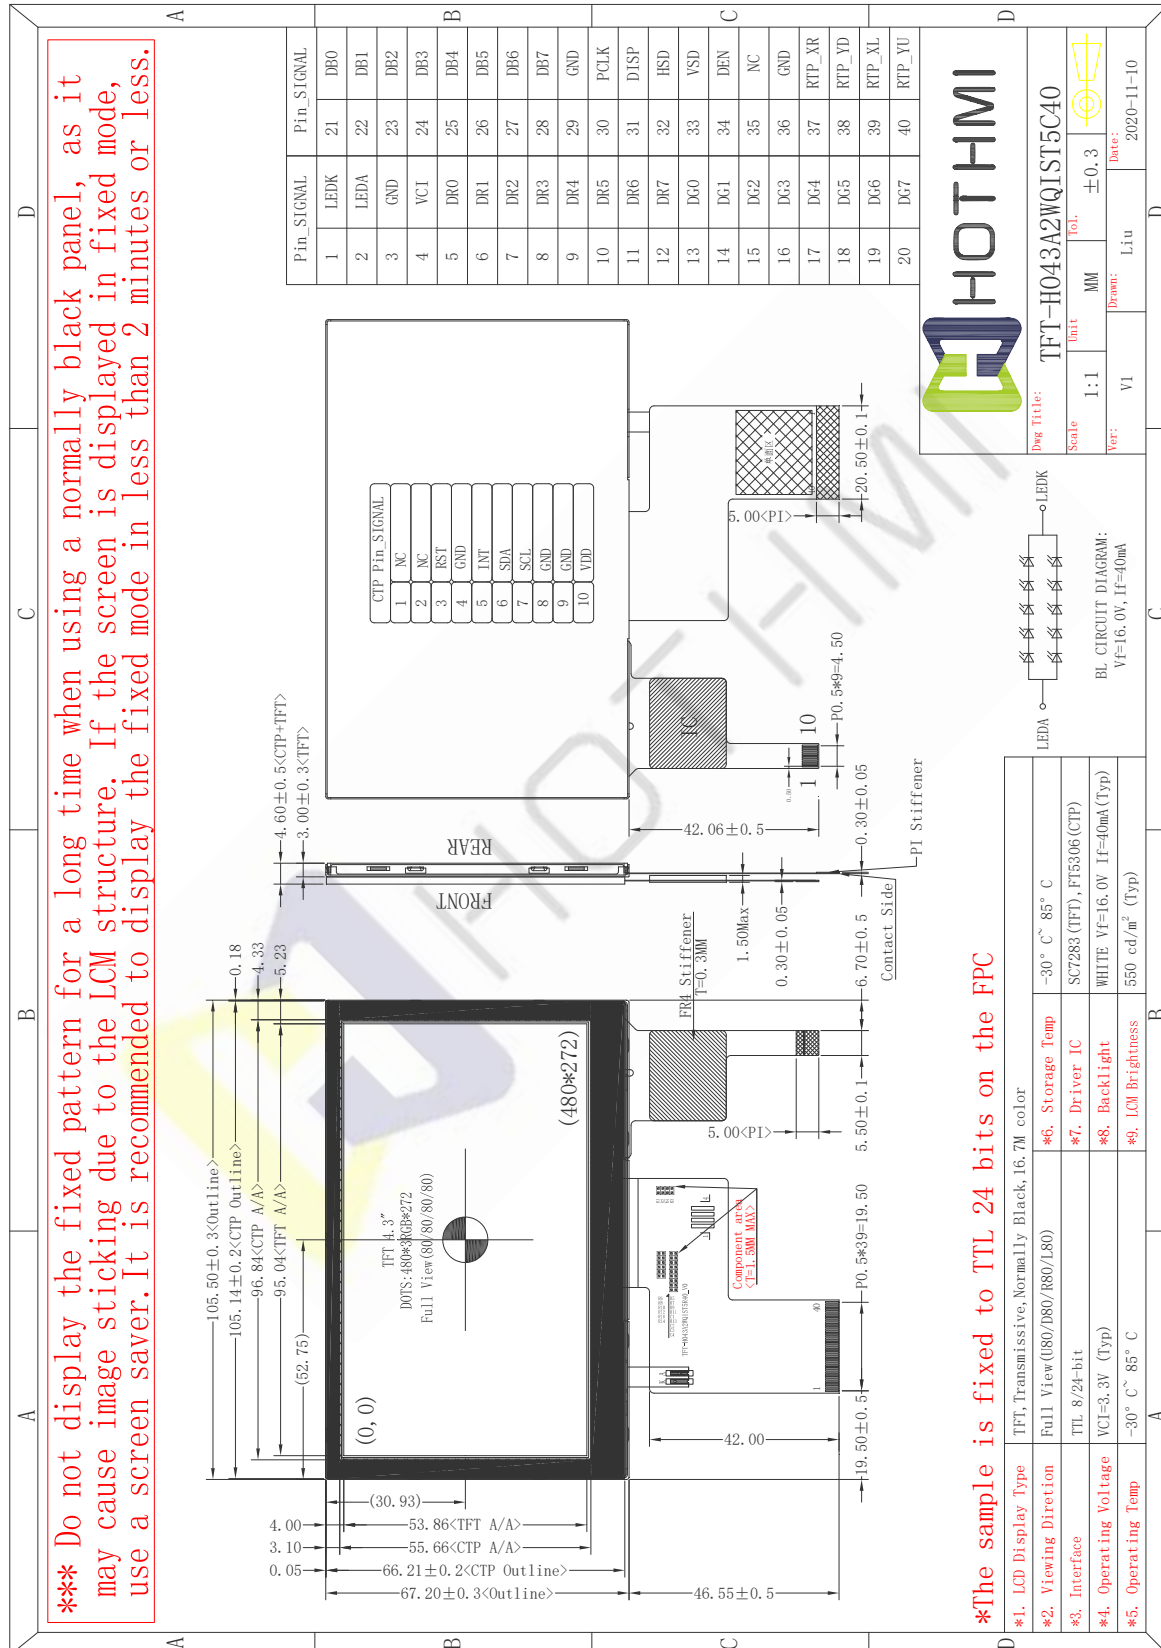 *** Do not display the fixed pattern for a long time when using a normally black panel, as it
may cause image sticking due to the LCM structure. If the screen is displayed in fixed mode,
use a screen saver.It is recommended to display the fixed mode in less than 2 minutes or less.
A
B
C
D
A
B
C
D
A
B
C
D
A
B
C
D
105.50±0.3<Outline>
105.14±0.2<CTP Outline>
96.84<CTP A/A>
95.04<TFT A/A>
(52.75)
0.18
4.33
5.23
(0,0)
TFT 4.3"
DOTS:480*3RGB*272
Full View(80/80/80/80)
(480*272)
4.00
3.10
0.05
(30.93)
53.86<TFT A/A>
55.66<CTP A/A>
66.21±0.2<CTP Outline>
67.20±0.3<Outline>
46.55±0.5
42.00
19.50±0.5
P0.5*39=19.50
1
40
Component area
<T=1.5MM MAX>
5.00<PI>
5.50±0.1
6.70±0.5
FR4 Stiffener
T=0.3MM
4.60±0.5<CTP+TFT>
3.00±0.3<TFT>
FRONT
REAR
1.50Max
0.30±0.05
0.30±0.05
Contact Side
PI Stiffener
42.06±0.5
IC
1
10
0.50
P0.5*9=4.50
CTP Pin_SIGNAL
1 NC
2 NC
3 RST
4 GND
5 INT
6 SDA
7 SCL
8 GND
9 GND
10 VDD
5.00<PI>
20.50±0.1
Pin_SIGNAL Pin_SIGNAL
1 LEDK 21 DB0
2 LEDA 22 DB1
3 GND 23 DB2
4 VCI 24 DB3
5 DR0 25 DB4
6 DR1 26 DB5
7 DR2 27 DB6
8 DR3 28 DB7
9 DR4 29 GND
10 DR5 30 PCLK
11 DR6 31 DISP
12 DR7 32 HSD
13 DG0 33 VSD
14 DG1 34 DEN
15 DG2 35 NC
16 DG3 36 GND
17 DG4 37 RTP_XR
18 DG5 38 RTP_YD
19 DG6 39 RTP_XL
20 DG7 40 RTP_YU
*The sample is fixed to TTL 24 bits on the FPC
*1. LCD Display Type TFT,Transmissive,Normally Black,16.7M color
*2. Viewing Diretion Full View(U80/D80/R80/L80)
*3. Interface TTL 8/24-bit
*4. Operating Voltage VCI=3.3V (Typ)
*5. Operating Temp -30° C~ 85° C
*6. Storage Temp -30° C~ 85° C
*7. Driver IC SC7283(TFT),FT5306(CTP)
*8. Backlight WHITE Vf=16.0V If=40mA(Typ)
*9. LCM Brightness 550 cd/m² (Typ)
LEDA
LEDK
BL CIRCUIT DIAGRAM:
Vf=16.0V,If=40mA
HOTHMI
Dwg Title: TFT-H043A2WQIST5C40
Scale 1:1 Unit MM Tol. ±0.3
Ver: V1 Drawn: Liu Date: 2020-11-10
HOTHMI